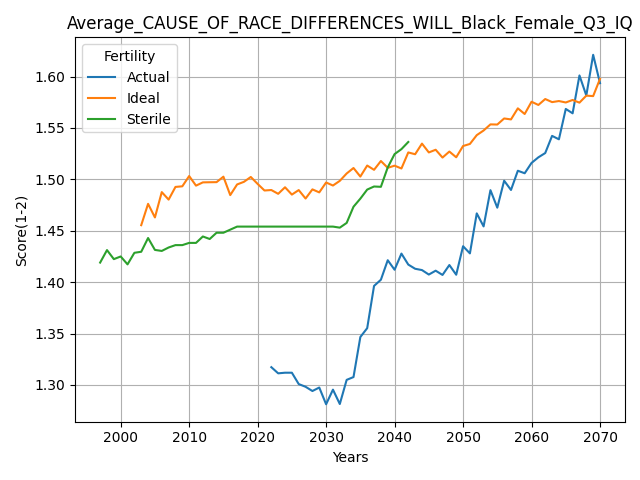 Average_CAUSE_OF_RACE_DIFFERENCES_WILL_Black_Female_Q3_IQ
Fertility
Actual
Ideal
Sterile
1.60
1.55
1.50
1.45
1.40
1.35
1.30
Score(1-2)
2000 2010 2020 2030 2040 2050 2060 2070
Years